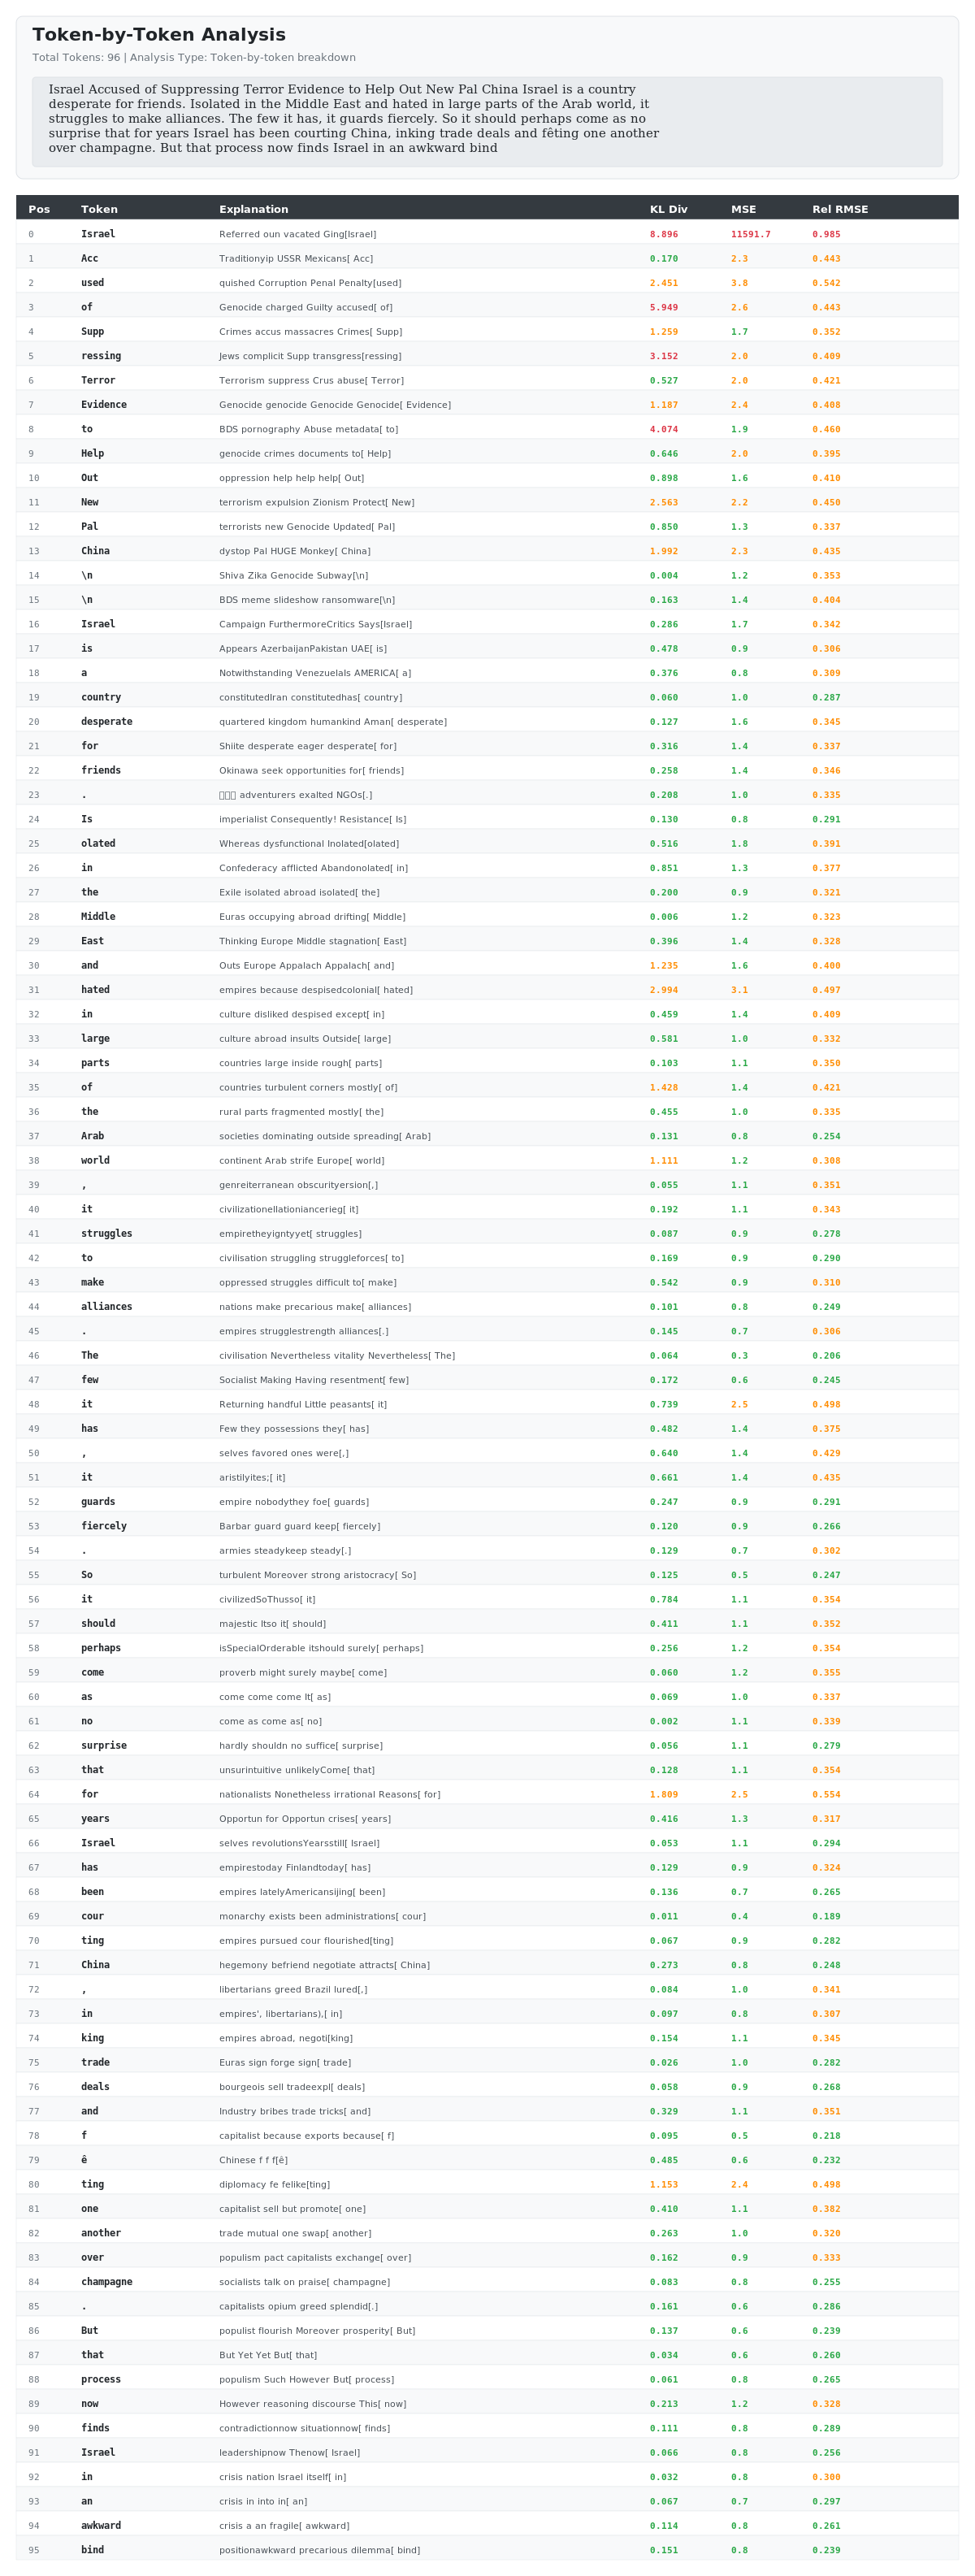 Token-by-Token Analysis
Total Tokens: 96 | Analysis Type: Token-by-token breakdown
Israel Accused of Suppressing Terror Evidence to Help Out New Pal China Israel is a country
desperate for friends. Isolated in the Middle East and hated in large parts of the Arab world, it
struggles to make alliances. The few it has, it guards fiercely. So it should perhaps come as no
surprise that for years Israel has been courting China, inking trade deals and fêting one another
over champagne. But that process now finds Israel in an awkward bind
Pos Token Explanation KL Div MSE Rel RMSE
0 Israel Referred oun vacated Ging[Israel] 8.896 11591.7 0.985
1 Acc Traditionyip USSR Mexicans[ Acc] 0.170 2.3 0.443
2 used quished Corruption Penal Penalty[used] 2.451 3.8 0.542
3 of Genocide charged Guilty accused[ of] 5.949 2.6 0.443
4 Supp Crimes accus massacres Crimes[ Supp] 1.259 1.7 0.352
5 ressing Jews complicit Supp transgress[ressing] 3.152 2.0 0.409
6 Terror Terrorism suppress Crus abuse[ Terror] 0.527 2.0 0.421
7 Evidence Genocide genocide Genocide Genocide[ Evidence] 1.187 2.4 0.408
8 to BDS pornography Abuse metadata[ to] 4.074 1.9 0.460
9 Help genocide crimes documents to[ Help] 0.646 2.0 0.395
10 Out oppression help help help[ Out] 0.898 1.6 0.410
11 New terrorism expulsion Zionism Protect[ New] 2.563 2.2 0.450
12 Pal terrorists new Genocide Updated[ Pal] 0.850 1.3 0.337
13 China dystop Pal HUGE Monkey[ China] 1.992 2.3 0.435
14 \n Shiva Zika Genocide Subway[\n] 0.004 1.2 0.353
15 \n BDS meme slideshow ransomware[\n] 0.163 1.4 0.404
16 Israel Campaign FurthermoreCritics Says[Israel] 0.286 1.7 0.342
17 is Appears AzerbaijanPakistan UAE[ is] 0.478 0.9 0.306
18 a Notwithstanding Venezuelals AMERICA[ a] 0.376 0.8 0.309
19 country constitutedIran constitutedhas[ country] 0.060 1.0 0.287
20 desperate quartered kingdom humankind Aman[ desperate] 0.127 1.6 0.345
21 for Shiite desperate eager desperate[ for] 0.316 1.4 0.337
22 friends Okinawa seek opportunities for[ friends] 0.258 1.4 0.346
23 . adventurers exalted NGOs[.] 0.208 1.0 0.335
24 Is imperialist Consequently! Resistance[ Is] 0.130 0.8 0.291
25 olated Whereas dysfunctional Inolated[olated] 0.516 1.8 0.391
26 in Confederacy afflicted Abandonolated[ in] 0.851 1.3 0.377
27 the Exile isolated abroad isolated[ the] 0.200 0.9 0.321
28 Middle Euras occupying abroad drifting[ Middle] 0.006 1.2 0.323
29 East Thinking Europe Middle stagnation[ East] 0.396 1.4 0.328
30 and Outs Europe Appalach Appalach[ and] 1.235 1.6 0.400
31 hated empires because despisedcolonial[ hated] 2.994 3.1 0.497
32 in culture disliked despised except[ in] 0.459 1.4 0.409
33 large culture abroad insults Outside[ large] 0.581 1.0 0.332
34 parts countries large inside rough[ parts] 0.103 1.1 0.350
35 of countries turbulent corners mostly[ of] 1.428 1.4 0.421
36 the rural parts fragmented mostly[ the] 0.455 1.0 0.335
37 Arab societies dominating outside spreading[ Arab] 0.131 0.8 0.254
38 world continent Arab strife Europe[ world] 1.111 1.2 0.308
39 , genreiterranean obscurityersion[,] 0.055 1.1 0.351
40 it civilizationellationiancerieg[ it] 0.192 1.1 0.343
41 struggles empiretheyigntyyet[ struggles] 0.087 0.9 0.278
42 to civilisation struggling struggleforces[ to] 0.169 0.9 0.290
43 make oppressed struggles difficult to[ make] 0.542 0.9 0.310
44 alliances nations make precarious make[ alliances] 0.101 0.8 0.249
45 . empires strugglestrength alliances[.] 0.145 0.7 0.306
46 The civilisation Nevertheless vitality Nevertheless[ The] 0.064 0.3 0.206
47 few Socialist Making Having resentment[ few] 0.172 0.6 0.245
48 it Returning handful Little peasants[ it] 0.739 2.5 0.498
49 has Few they possessions they[ has] 0.482 1.4 0.375
50 , selves favored ones were[,] 0.640 1.4 0.429
51 it aristilyites;[ it] 0.661 1.4 0.435
52 guards empire nobodythey foe[ guards] 0.247 0.9 0.291
53 fiercely Barbar guard guard keep[ fiercely] 0.120 0.9 0.266
54 . armies steadykeep steady[.] 0.129 0.7 0.302
55 So turbulent Moreover strong aristocracy[ So] 0.125 0.5 0.247
56 it civilizedSoThusso[ it] 0.784 1.1 0.354
57 should majestic Itso it[ should] 0.411 1.1 0.352
58 perhaps isSpecialOrderable itshould surely[ perhaps] 0.256 1.2 0.354
59 come proverb might surely maybe[ come] 0.060 1.2 0.355
60 as come come come It[ as] 0.069 1.0 0.337
61 no come as come as[ no] 0.002 1.1 0.339
62 surprise hardly shouldn no suffice[ surprise] 0.056 1.1 0.279
63 that unsurintuitive unlikelyCome[ that] 0.128 1.1 0.354
64 for nationalists Nonetheless irrational Reasons[ for] 1.809 2.5 0.554
65 years Opportun for Opportun crises[ years] 0.416 1.3 0.317
66 Israel selves revolutionsYearsstill[ Israel] 0.053 1.1 0.294
67 has empirestoday Finlandtoday[ has] 0.129 0.9 0.324
68 been empires latelyAmericansijing[ been] 0.136 0.7 0.265
69 cour monarchy exists been administrations[ cour] 0.011 0.4 0.189
70 ting empires pursued cour flourished[ting] 0.067 0.9 0.282
71 China hegemony befriend negotiate attracts[ China] 0.273 0.8 0.248
72 , libertarians greed Brazil lured[,] 0.084 1.0 0.341
73 in empires', libertarians),[ in] 0.097 0.8 0.307
74 king empires abroad, negoti[king] 0.154 1.1 0.345
75 trade Euras sign forge sign[ trade] 0.026 1.0 0.282
76 deals bourgeois sell tradeexpl[ deals] 0.058 0.9 0.268
77 and Industry bribes trade tricks[ and] 0.329 1.1 0.351
78 f capitalist because exports because[ f] 0.095 0.5 0.218
79 ê Chinese f f f[ê] 0.485 0.6 0.232
80 ting diplomacy fe felike[ting] 1.153 2.4 0.498
81 one capitalist sell but promote[ one] 0.410 1.1 0.382
82 another trade mutual one swap[ another] 0.263 1.0 0.320
83 over populism pact capitalists exchange[ over] 0.162 0.9 0.333
84 champagne socialists talk on praise[ champagne] 0.083 0.8 0.255
85 . capitalists opium greed splendid[.] 0.161 0.6 0.286
86 But populist flourish Moreover prosperity[ But] 0.137 0.6 0.239
87 that But Yet Yet But[ that] 0.034 0.6 0.260
88 process populism Such However But[ process] 0.061 0.8 0.265
89 now However reasoning discourse This[ now] 0.213 1.2 0.328
90 finds contradictionnow situationnow[ finds] 0.111 0.8 0.289
91 Israel leadershipnow Thenow[ Israel] 0.066 0.8 0.256
92 in crisis nation Israel itself[ in] 0.032 0.8 0.300
93 an crisis in into in[ an] 0.067 0.7 0.297
94 awkward crisis a an fragile[ awkward] 0.114 0.8 0.261
95 bind positionawkward precarious dilemma[ bind] 0.151 0.8 0.239